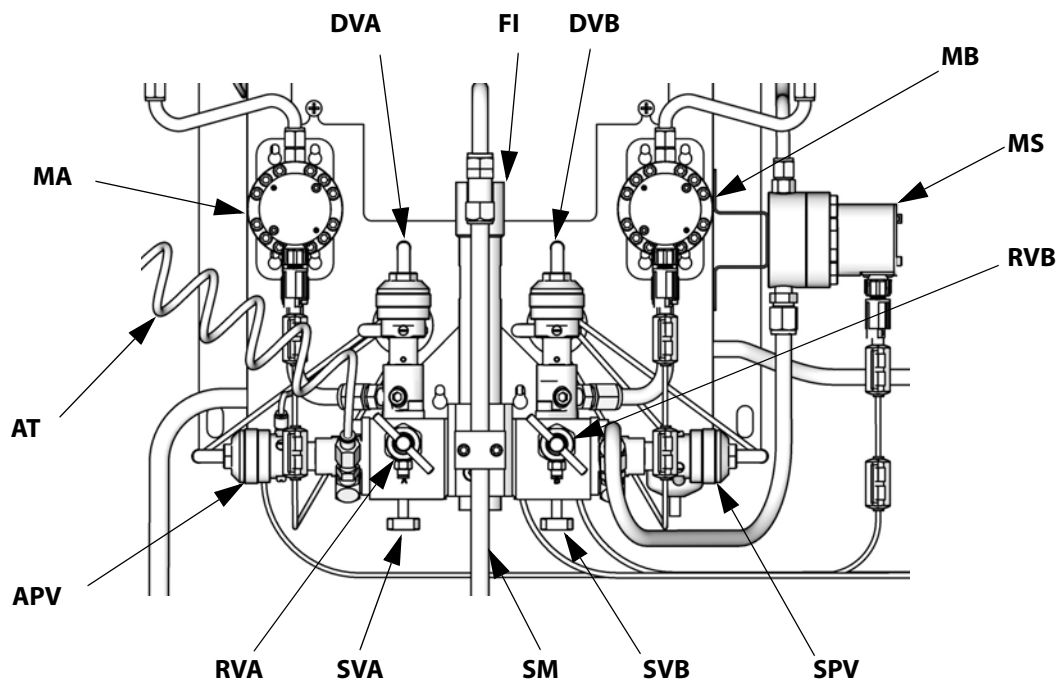 DVA FI DVB
MB
MA
MS
RVB
AT
APV
RVA SVA SM SVB SPV